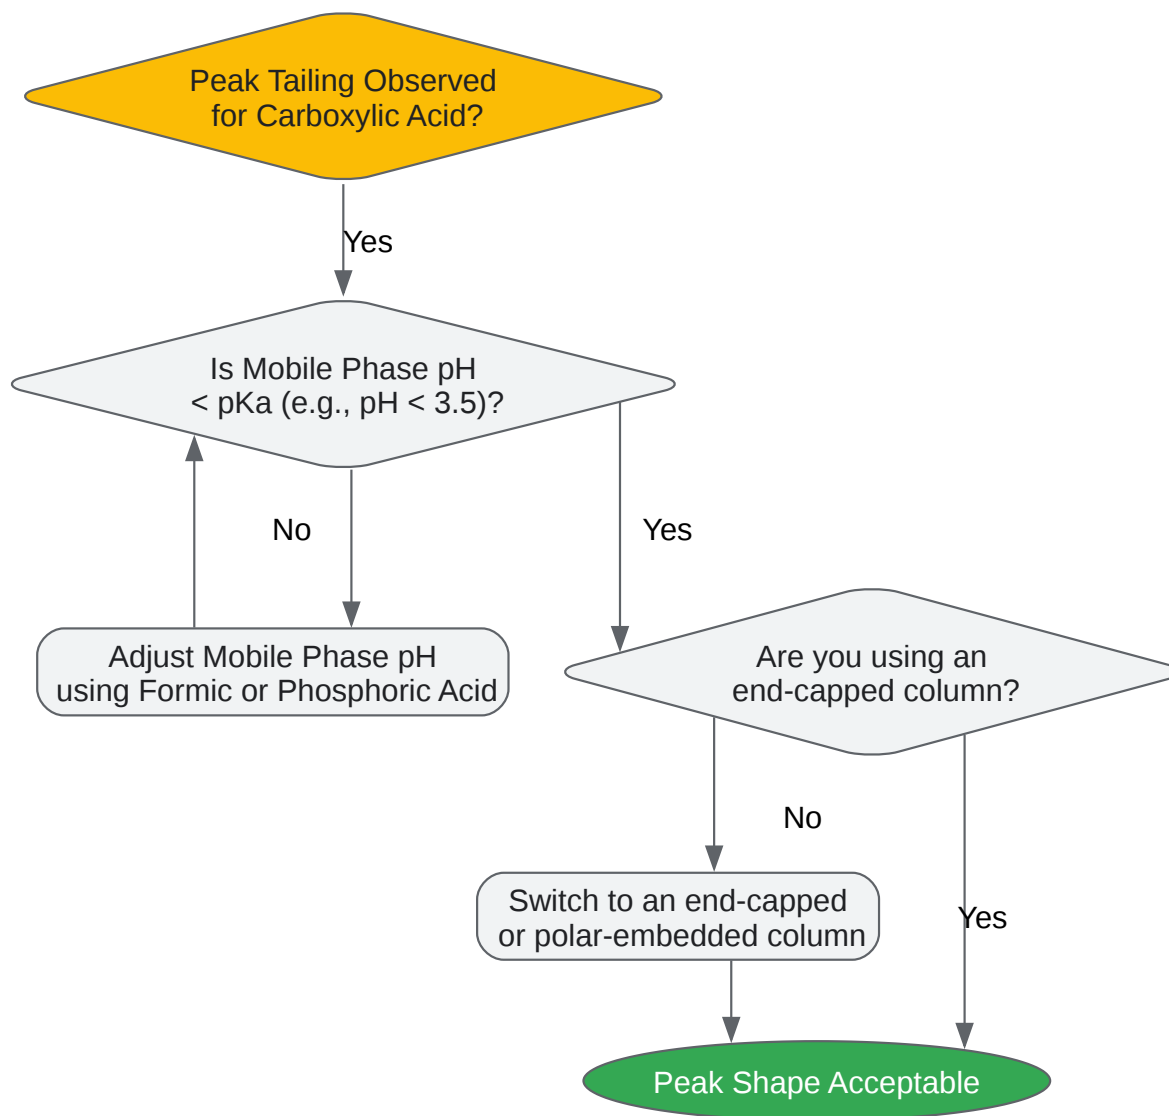 Peak Tailing Observed
for Carboxylic Acid?
Yes
Is Mobile Phase pH
< pKa (e.g., pH < 3.5)?
No
Yes
Adjust Mobile Phase pH
using Formic or Phosphoric Acid
Are you using an
end-capped column?
No
Switch to an end-capped
or polar-embedded column
Yes
Peak Shape Acceptable